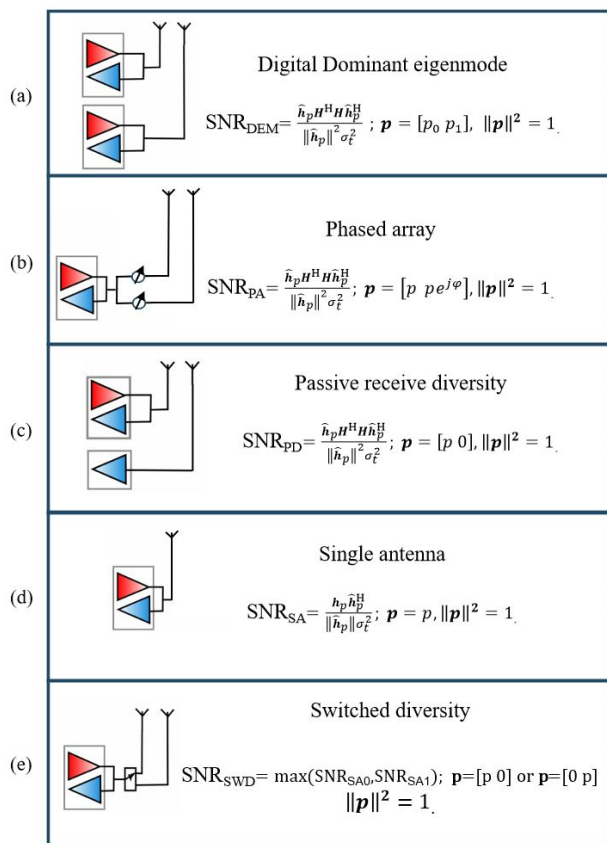 (a)
Digital Dominant eigenmode
SNR_DEM= ĥ_p H^H H ĥ_p^H / ‖ĥ_p‖² σ_t² ; p = [p₀ p₁], ‖p‖² = 1.
(b)
Phased array
SNR_PA= ĥ_p H^H H ĥ_p^H / ‖ĥ_p‖² σ_t² ; p = [p pe^{jφ}], ‖p‖² = 1.
(c)
Passive receive diversity
SNR_PD= ĥ_p H^H H ĥ_p^H / ‖ĥ_p‖² σ_t² ; p = [p 0], ‖p‖² = 1.
(d)
Single antenna
SNR_SA= h_p ĥ_p^H / ‖ĥ_p‖ σ_t² ; p = p, ‖p‖² = 1.
(e)
Switched diversity
SNR_SWD= max(SNR_SA0,SNR_SA1); p=[p 0] or p=[0 p]
‖p‖² = 1.